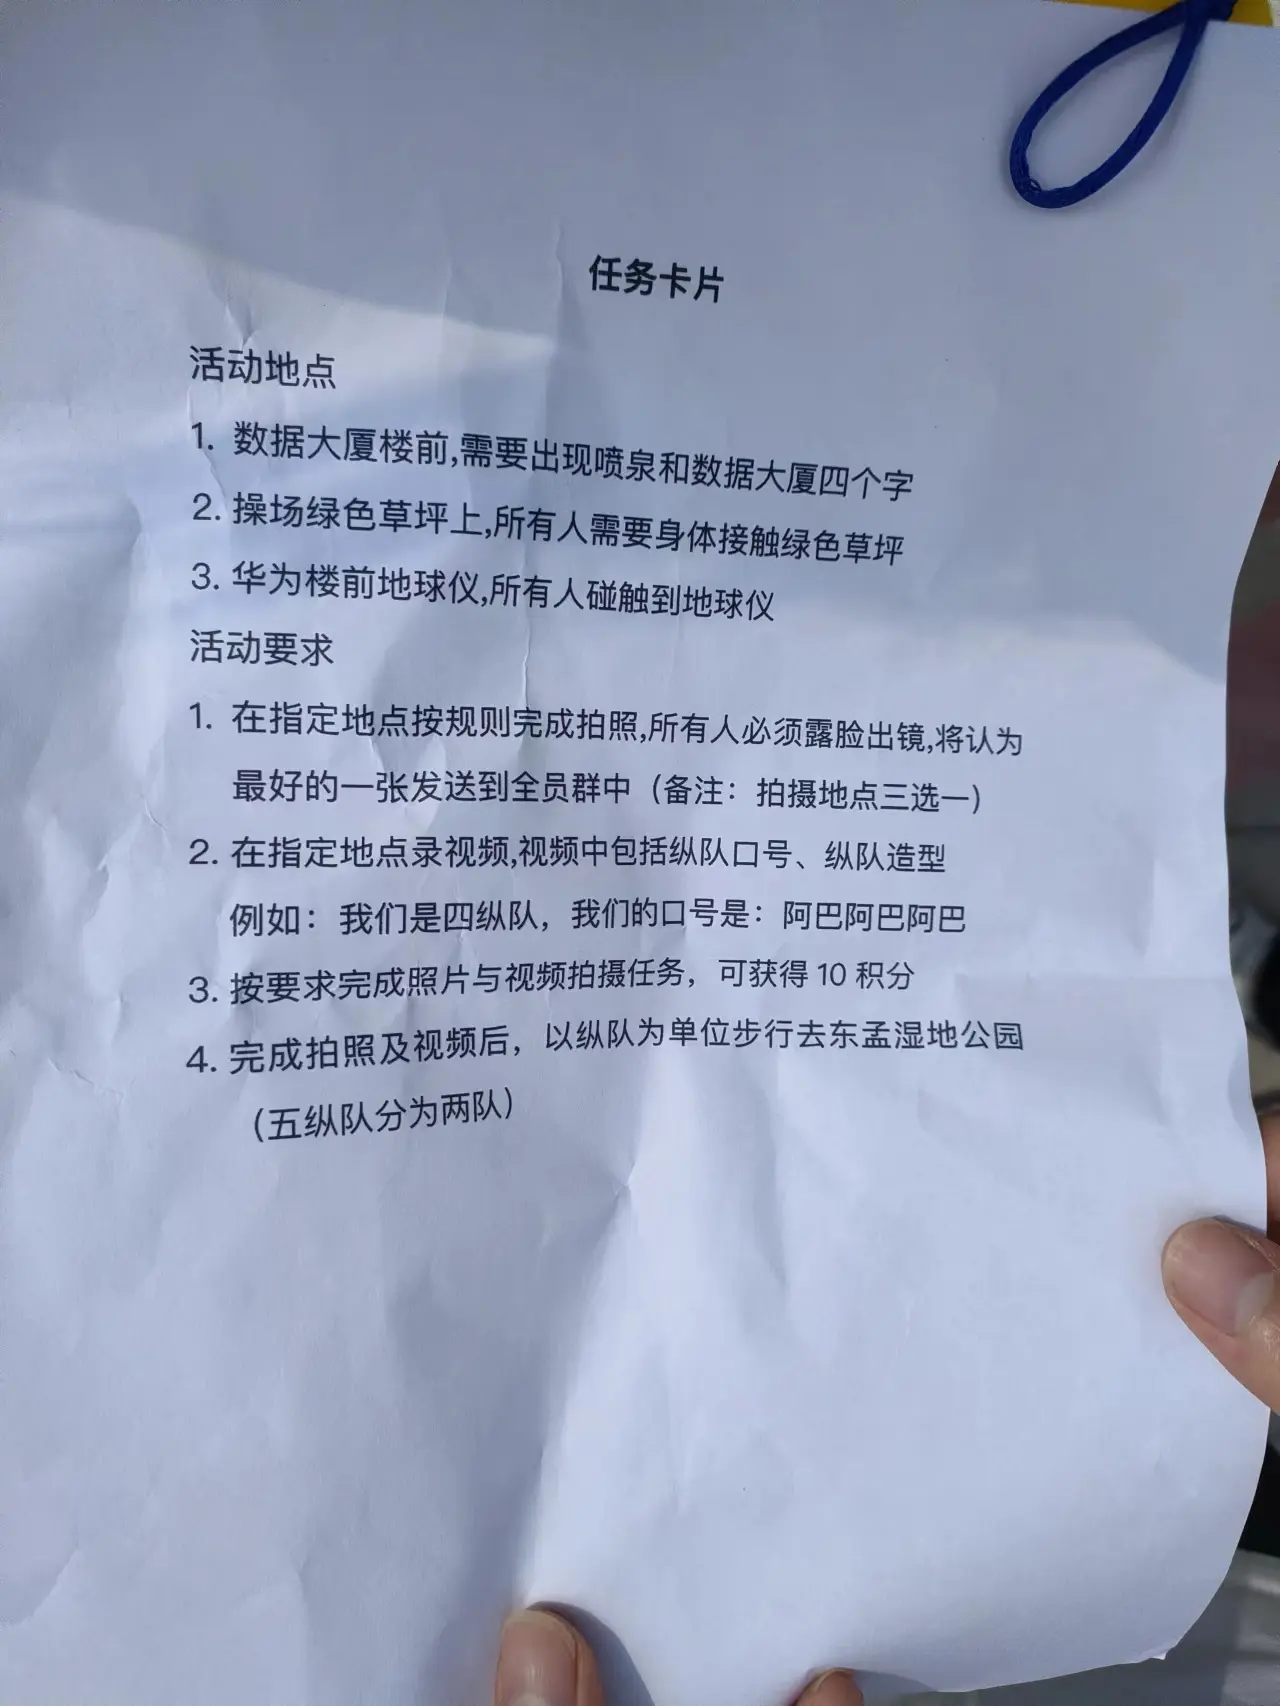 任务卡片
活动地点
1. 数据大厦楼前,需要出现喷泉和数据大厦四个字
2. 操场绿色草坪上,所有人需要身体接触绿色草坪
3. 华为楼前地球仪,所有人碰触到地球仪
活动要求
1. 在指定地点按规则完成拍照,所有人必须露脸出镜,将认为
最好的一张发送到全员群中（备注：拍摄地点三选一）
2. 在指定地点录视频,视频中包括纵队口号、纵队造型
例如：我们是四纵队，我们的口号是：阿巴阿巴阿巴
3. 按要求完成照片与视频拍摄任务，可获得 10 积分
4. 完成拍照及视频后，以纵队为单位步行去东孟湿地公园
（五纵队分为两队）